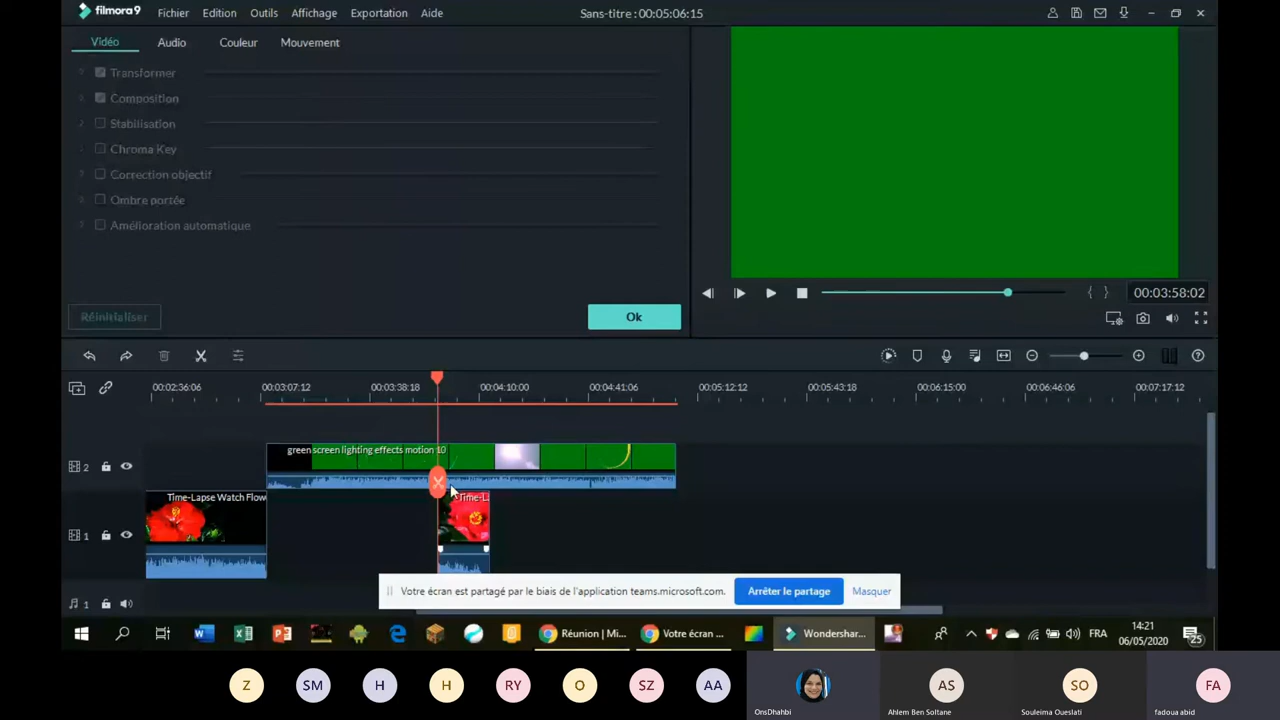 filmora9 Fichier Edition Outils Affichage Exportation Aide Sans-titre : 00:05:06:15
Vidéo Audio Couleur Mouvement
Transformer
Composition
Stabilisation
Chroma Key
Correction objectif
Ombre portée
Amélioration automatique
00:03:58:02
Réinitialiser Ok
00:02:36:06 00:03:07:12 00:03:38:18 00:04:10:00 00:04:41:06 00:05:12:12 00:05:43:18 00:06:15:00 00:06:46:06 00:07:17:12
green screen lighting effects motion 10
2
Time-Lapse Watch Flow Time-L
1
Votre écran est partagé par le biais de l'application teams.microsoft.com. Arrêter le partage Masquer
1
Réunion | Mi... Votre écran ... Wondershar... FRA 14:21
06/05/2020 25
Z SM H H RY O SZ AA AS SO FA
OnsDhahbi Ahlem Ben Soltane Souleima Oueslati fadoua abid